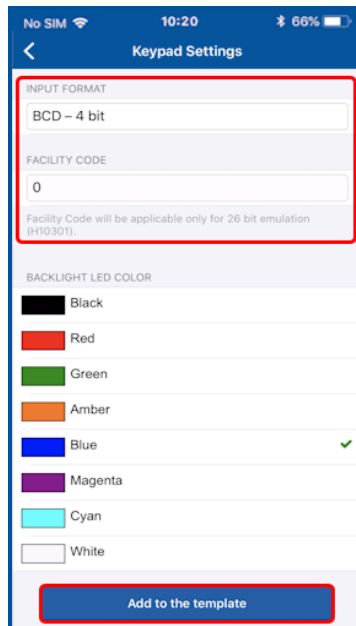 No SIM 10:20 66%
Keypad Settings
INPUT FORMAT
BCD – 4 bit
FACILITY CODE
0
Facility Code will be applicable only for 26 bit emulation
(H10301).
BACKLIGHT LED COLOR
Black
Red
Green
Amber
Blue
Magenta
Cyan
White
Add to the template